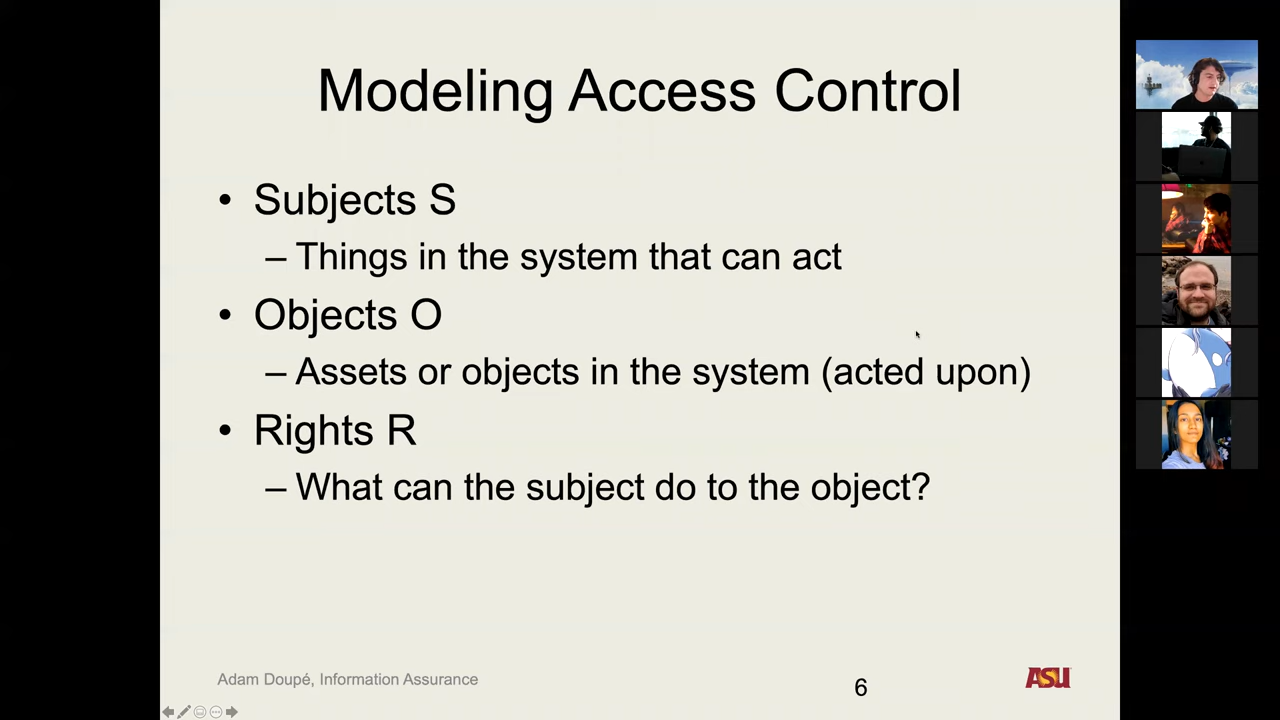 Modeling Access Control
• Subjects S
– Things in the system that can act
• Objects O
– Assets or objects in the system (acted upon)
• Rights R
– What can the subject do to the object?
Adam Doupé, Information Assurance
6
ASU